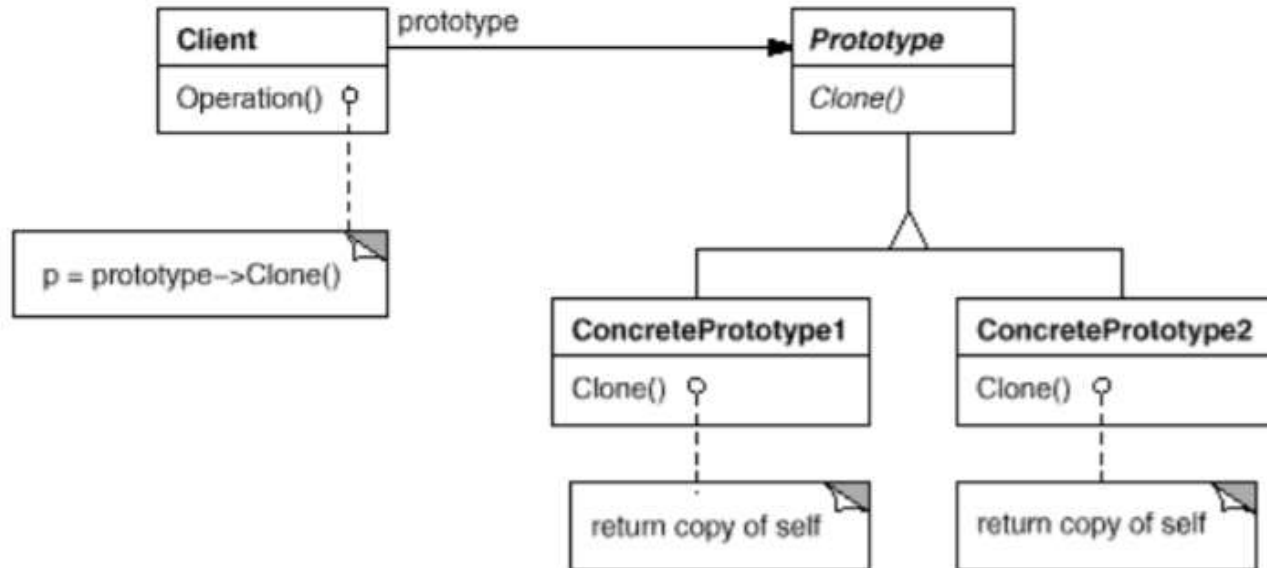 Client
prototype
Prototype
Operation()
Clone()
p = prototype->Clone()
ConcretePrototype1
ConcretePrototype2
Clone()
Clone()
return copy of self
return copy of self